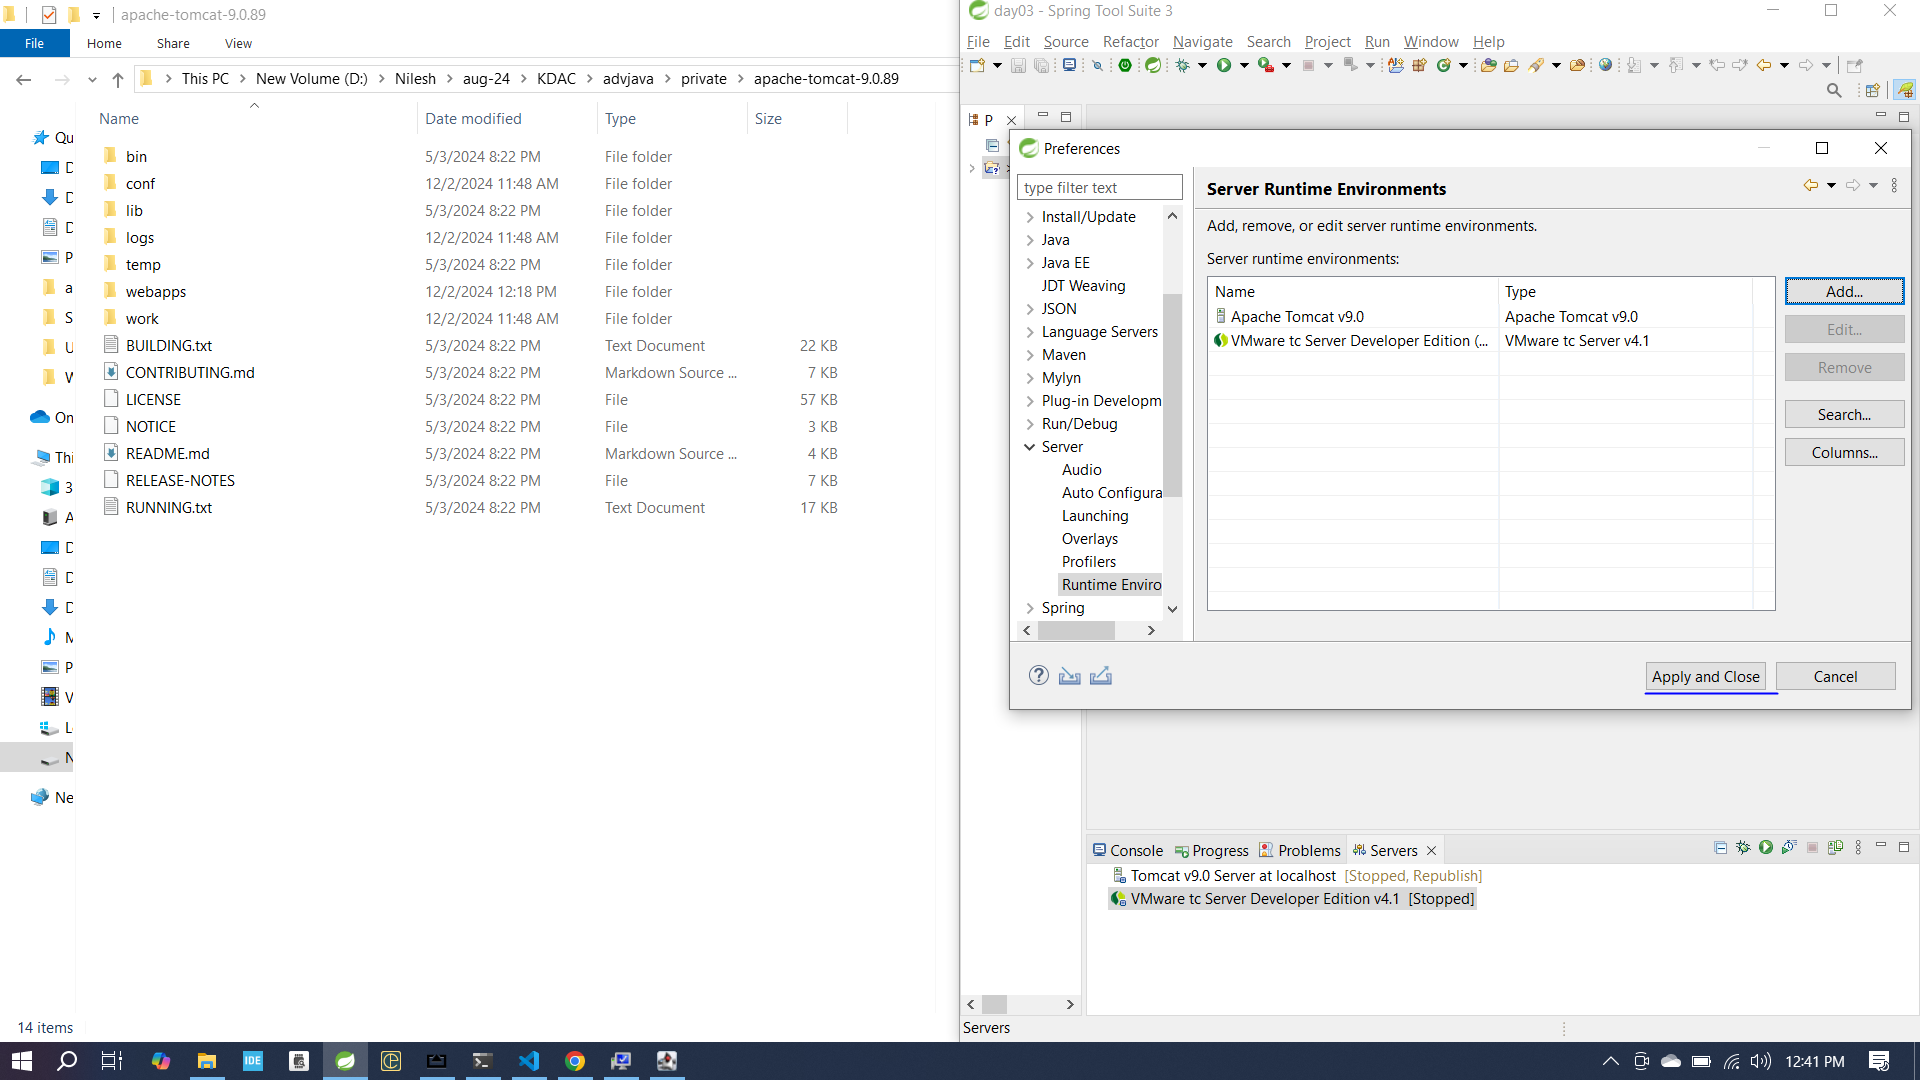 apache-tomcat-9.0.89
File Home Share View
This PC New Volume (D:) Nilesh aug-24 KDAC advjava private apache-tomcat-9.0.89
Name Date modified Type Size
bin 5/3/2024 8:22 PM File folder
conf 12/2/2024 11:48 AM File folder
lib 5/3/2024 8:22 PM File folder
logs 12/2/2024 11:48 AM File folder
temp 5/3/2024 8:22 PM File folder
webapps 12/2/2024 12:18 PM File folder
work 12/2/2024 11:48 AM File folder
BUILDING.txt 5/3/2024 8:22 PM Text Document 22 KB
CONTRIBUTING.md 5/3/2024 8:22 PM Markdown Source ... 7 KB
LICENSE 5/3/2024 8:22 PM File 57 KB
NOTICE 5/3/2024 8:22 PM File 3 KB
README.md 5/3/2024 8:22 PM Markdown Source ... 4 KB
RELEASE-NOTES 5/3/2024 8:22 PM File 7 KB
RUNNING.txt 5/3/2024 8:22 PM Text Document 17 KB
Qu
D
D
D
P
a
S
U
W
On
Thi
3
A
D
D
D
M
P
V
Lo
N
Ne
14 items
day03 - Spring Tool Suite 3
File Edit Source Refactor Navigate Search Project Run Window Help
P
Preferences
type filter text
Install/Update
Java
Java EE
JDT Weaving
JSON
Language Servers
Maven
Mylyn
Plug-in Developm
Run/Debug
Server
Audio
Auto Configura
Launching
Overlays
Profilers
Runtime Enviro
Spring
Server Runtime Environments
Add, remove, or edit server runtime environments.
Server runtime environments:
Name Type
Apache Tomcat v9.0 Apache Tomcat v9.0
VMware tc Server Developer Edition (... VMware tc Server v4.1
Add...
Edit...
Remove
Search...
Columns...
Apply and Close Cancel
Console Progress Problems Servers
Tomcat v9.0 Server at localhost [Stopped, Republish]
VMware tc Server Developer Edition v4.1 [Stopped]
Servers
IDE
12:41 PM